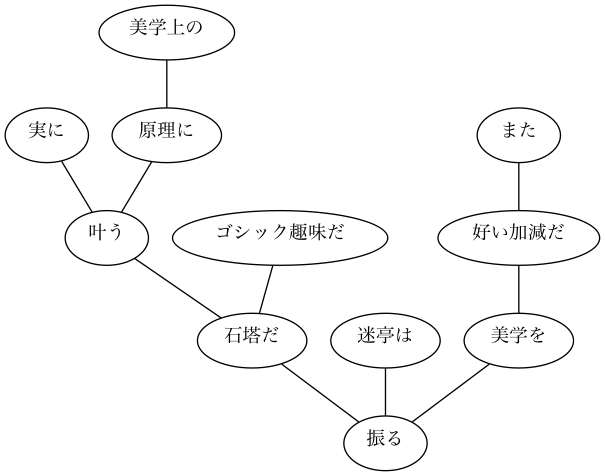 美学上の
実に
原理に
また
叶う
ゴシック趣味だ
好い加減だ
石塔だ
迷亭は
美学を
振る